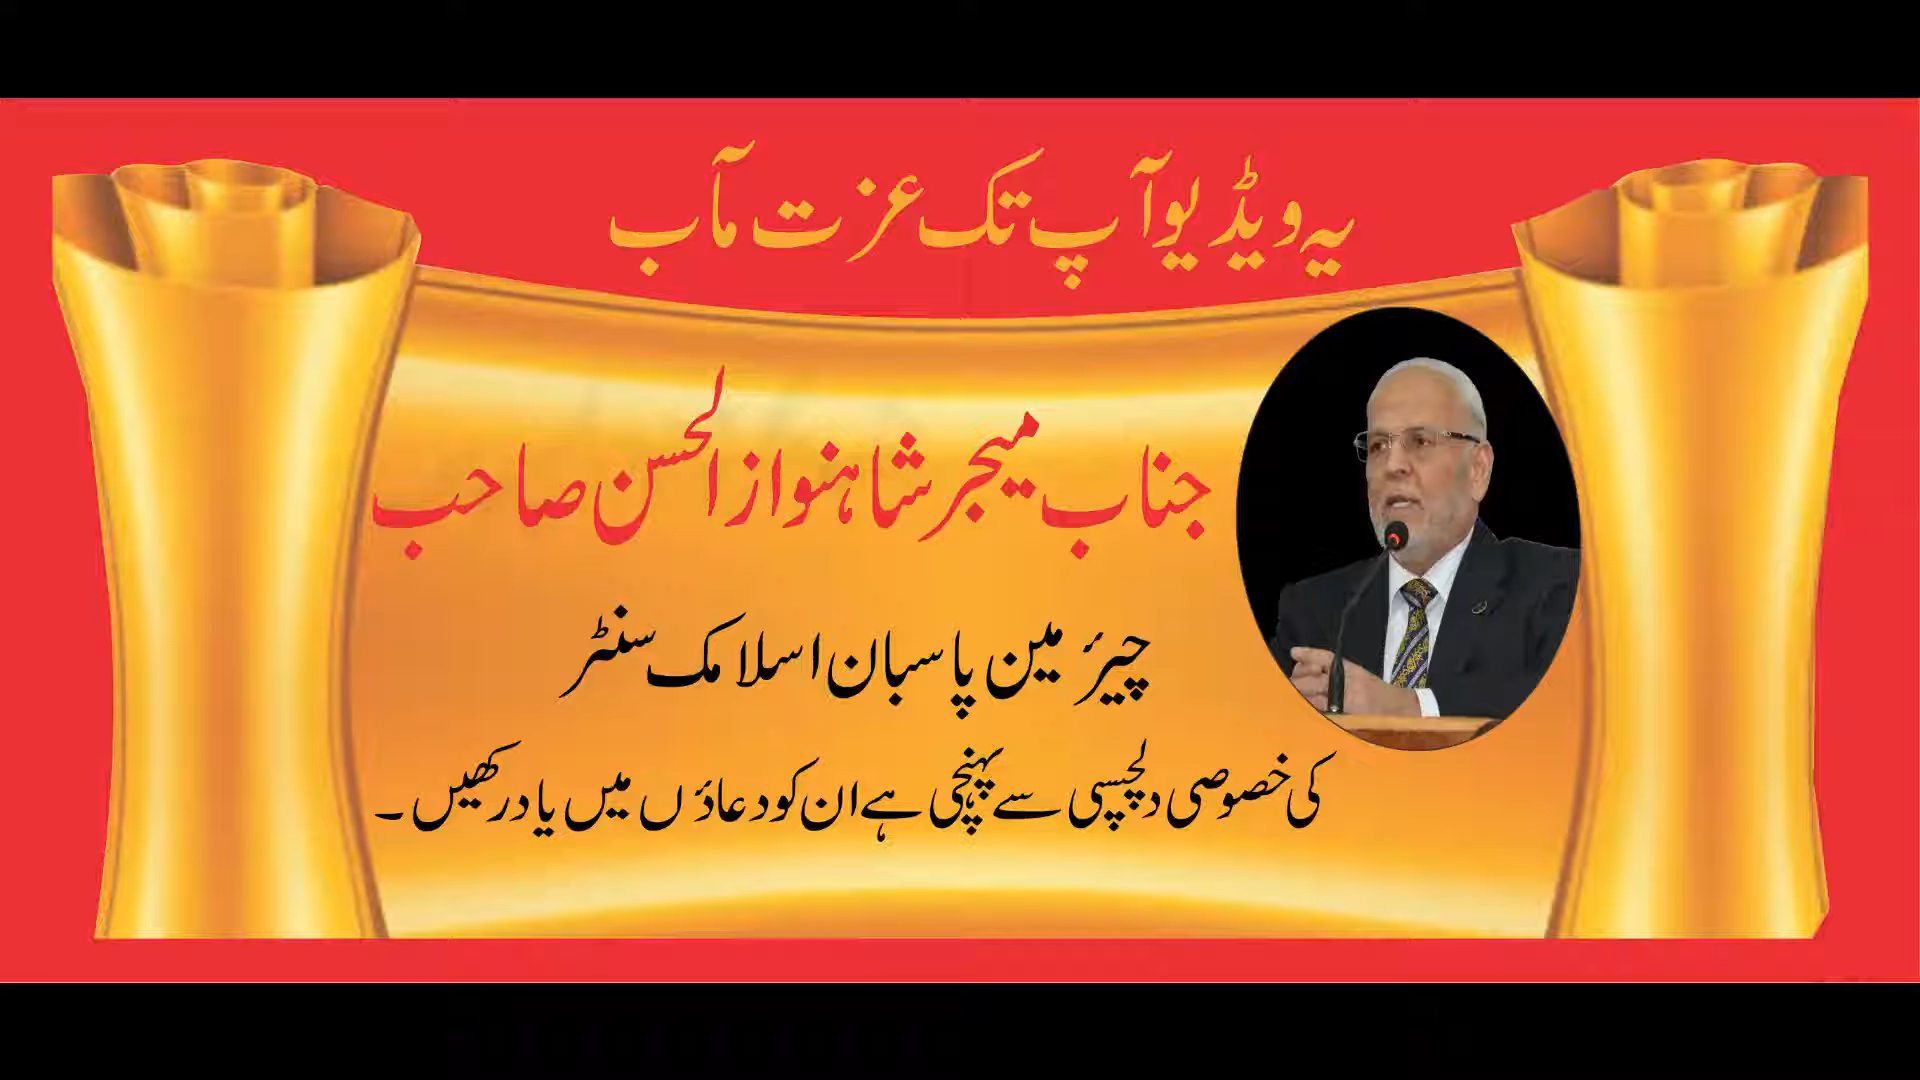 یہ ویڈیو آپ تک عزت مآب
جناب میجر شاہنواز الحسن صاحب
چیئرمین پاسبان اسلامک سنٹر
کی خصوصی دلچسپی سے پہنچی ہے ان کو دعاؤں میں یاد رکھیں۔